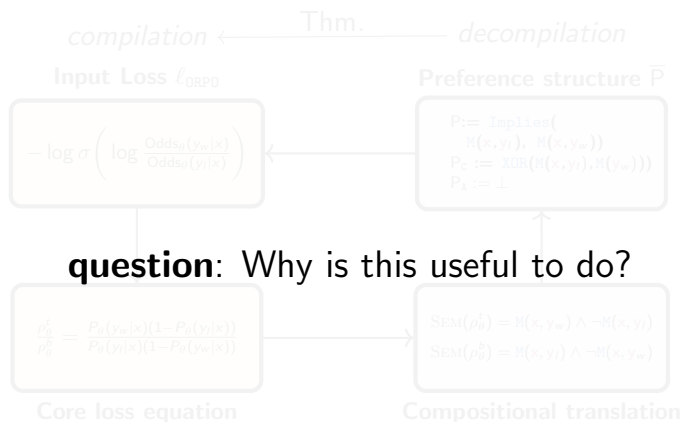 Thm.
compilation decompilation
Input Loss ℓ_ORPO Preference structure P̅
− log σ ( log Odds_θ(y_w|x) / Odds_θ(y_l|x) )
P:= Implies(
M(x,y_l), M(x,y_w))
P_C := XOR(M(x,y_l),M(y_w)))
P_A := ⊥
question: Why is this useful to do?
ρ_θ^t / ρ_θ^b = P_θ(y_w|x)(1−P_θ(y_l|x)) / P_θ(y_l|x)(1−P_θ(y_w|x))
SEM(ρ_θ^t) = M(x,y_w) ∧ ¬M(x,y_l)
SEM(ρ_θ^b) = M(x,y_l) ∧ ¬M(x,y_w)
Core loss equation Compositional translation